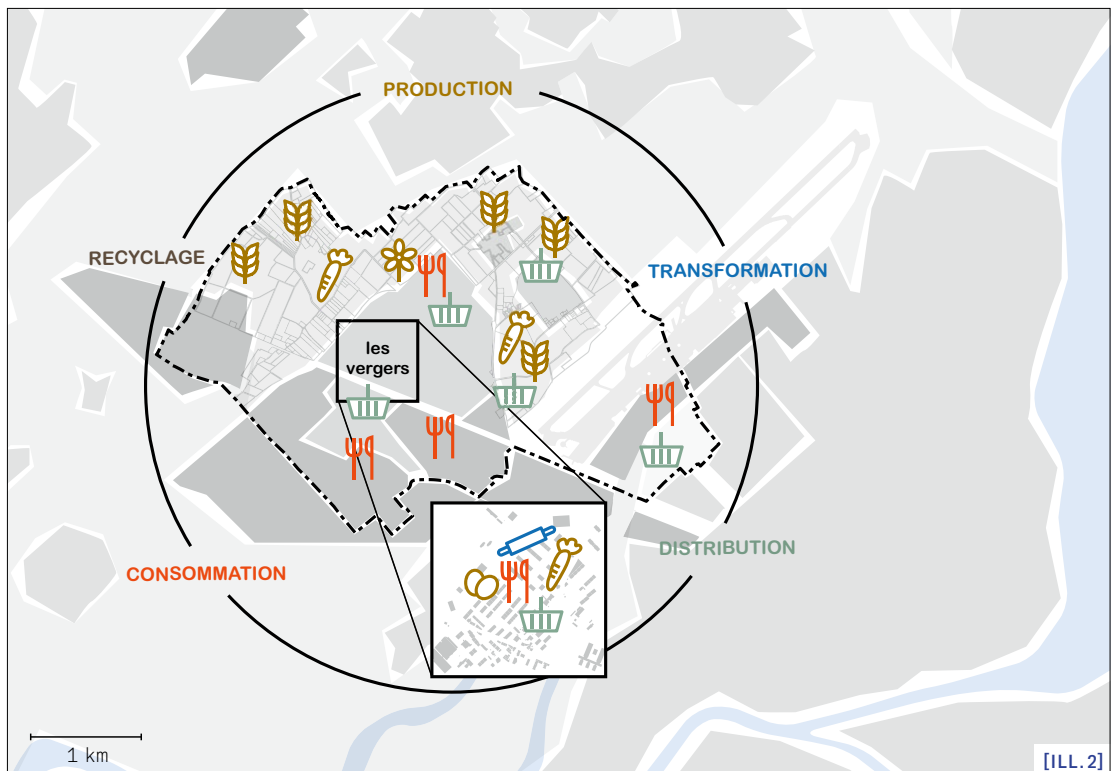 PRODUCTION
RECYCLAGE
TRANSFORMATION
les
vergers
DISTRIBUTION
CONSOMMATION
1 km
[ILL.2]